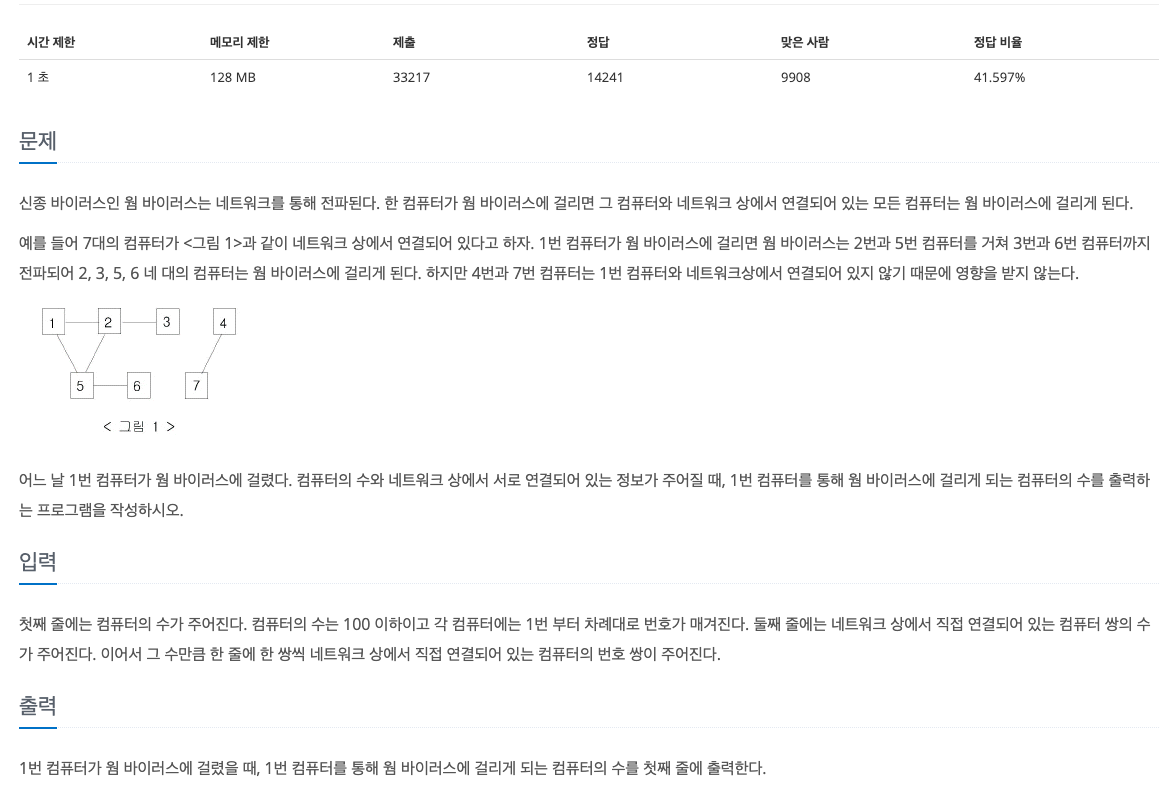 시간 제한 메모리 제한 제출 정답 맞은 사람 정답 비율
1 초 128 MB 33217 14241 9908 41.597%
문제
신종 바이러스인 웜 바이러스는 네트워크를 통해 전파된다. 한 컴퓨터가 웜 바이러스에 걸리면 그 컴퓨터와 네트워크 상에서 연결되어 있는 모든 컴퓨터는 웜 바이러스에 걸리게 된다.
예를 들어 7대의 컴퓨터가 <그림 1>과 같이 네트워크 상에서 연결되어 있다고 하자. 1번 컴퓨터가 웜 바이러스에 걸리면 웜 바이러스는 2번과 5번 컴퓨터를 거쳐 3번과 6번 컴퓨터까지
전파되어 2, 3, 5, 6 네 대의 컴퓨터는 웜 바이러스에 걸리게 된다. 하지만 4번과 7번 컴퓨터는 1번 컴퓨터와 네트워크상에서 연결되어 있지 않기 때문에 영향을 받지 않는다.
1 2 3 4
5 6 7
< 그림 1 >
어느 날 1번 컴퓨터가 웜 바이러스에 걸렸다. 컴퓨터의 수와 네트워크 상에서 서로 연결되어 있는 정보가 주어질 때, 1번 컴퓨터를 통해 웜 바이러스에 걸리게 되는 컴퓨터의 수를 출력하
는 프로그램을 작성하시오.
입력
첫째 줄에는 컴퓨터의 수가 주어진다. 컴퓨터의 수는 100 이하이고 각 컴퓨터에는 1번 부터 차례대로 번호가 매겨진다. 둘째 줄에는 네트워크 상에서 직접 연결되어 있는 컴퓨터 쌍의 수
가 주어진다. 이어서 그 수만큼 한 줄에 한 쌍씩 네트워크 상에서 직접 연결되어 있는 컴퓨터의 번호 쌍이 주어진다.
출력
1번 컴퓨터가 웜 바이러스에 걸렸을 때, 1번 컴퓨터를 통해 웜 바이러스에 걸리게 되는 컴퓨터의 수를 첫째 줄에 출력한다.